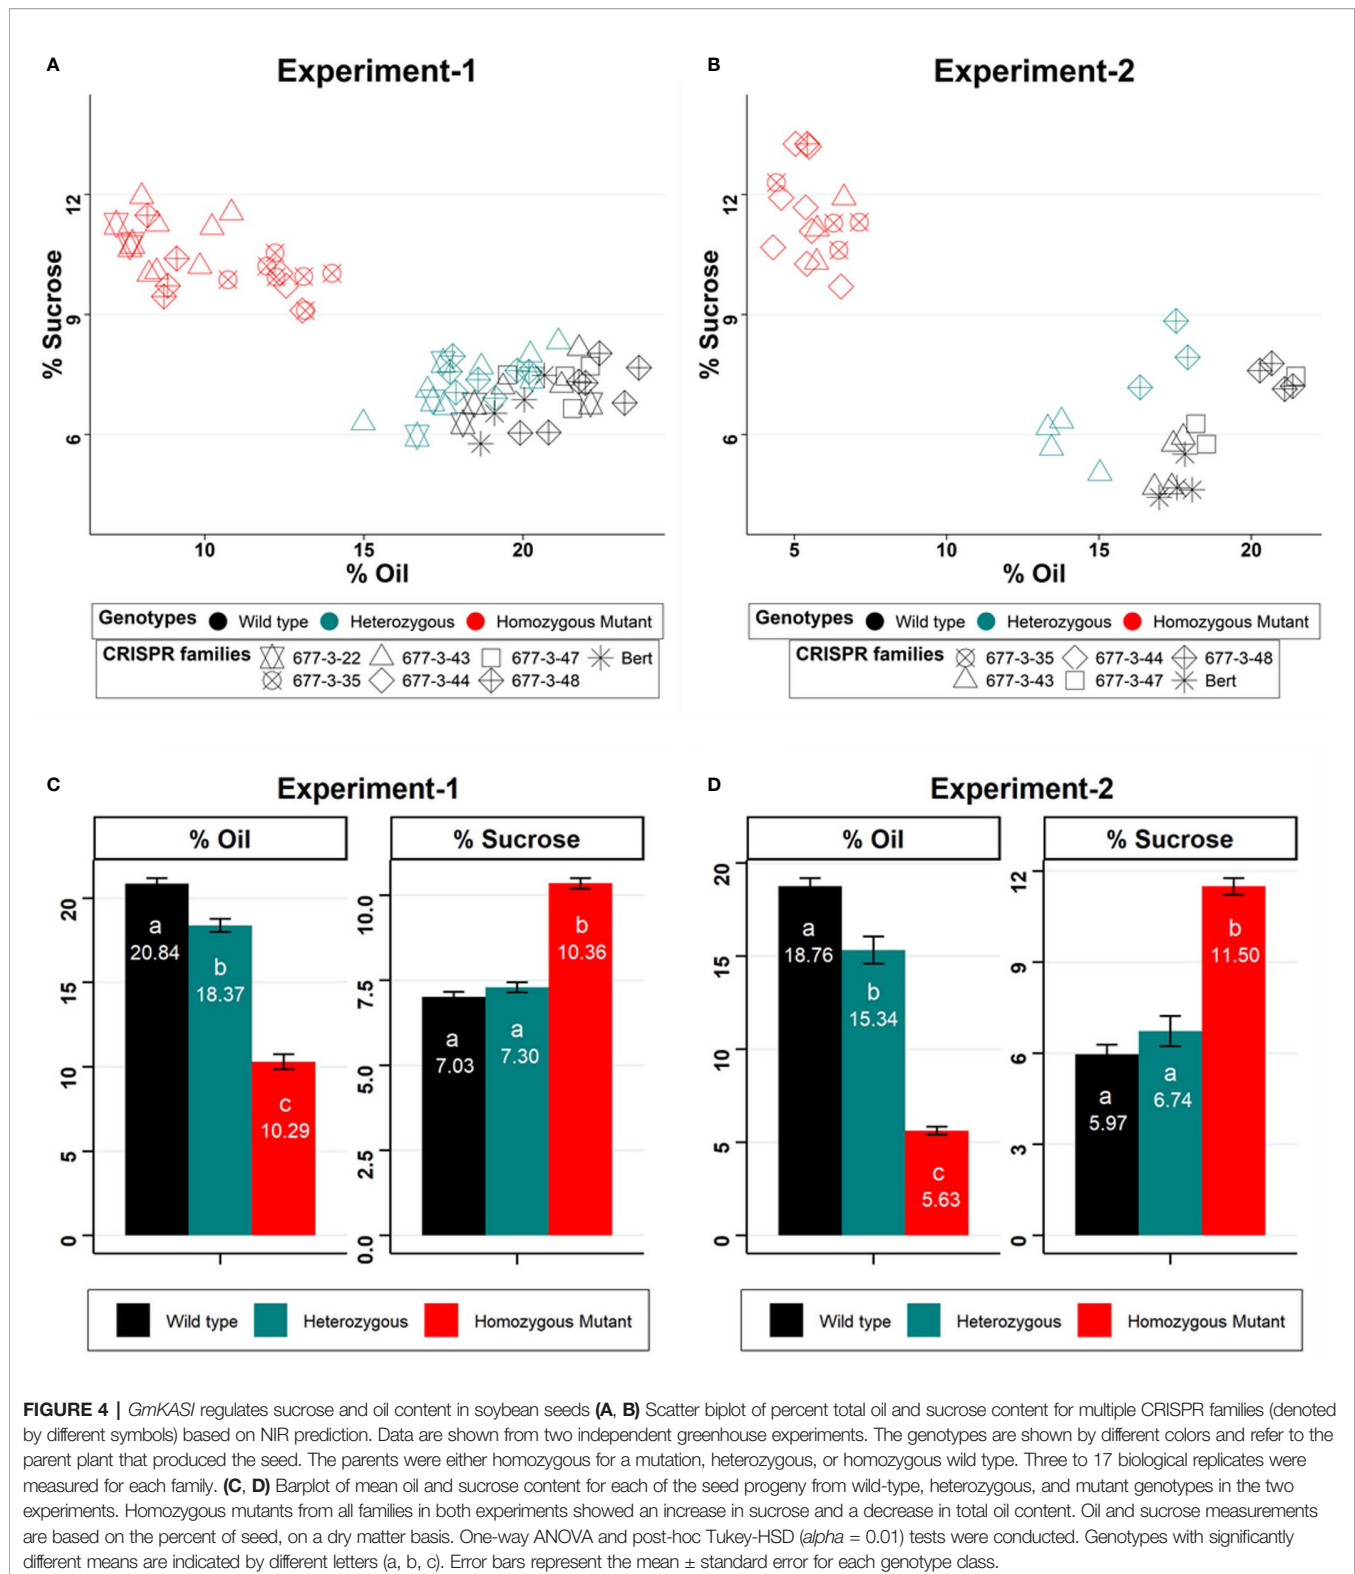 A
Experiment-1
% Sucrose
12
9
6
10
15
20
% Oil
Genotypes Wild type Heterozygous Homozygous Mutant
CRISPR families 677-3-22 677-3-43 677-3-47 Bert
677-3-35 677-3-44 677-3-48
B
Experiment-2
% Sucrose
12
9
6
5
10
15
20
% Oil
Genotypes Wild type Heterozygous Homozygous Mutant
CRISPR families 677-3-35 677-3-44 677-3-48
677-3-43 677-3-47 Bert
C
Experiment-1
% Oil
20
15
10
5
0
a
20.84
b
18.37
c
10.29
% Sucrose
10.0
7.5
5.0
2.5
0.0
a
7.03
a
7.30
b
10.36
Wild type Heterozygous Homozygous Mutant
D
Experiment-2
% Oil
20
15
10
5
0
a
18.76
b
15.34
c
5.63
% Sucrose
12
9
6
3
0
a
5.97
a
6.74
b
11.50
Wild type Heterozygous Homozygous Mutant
FIGURE 4 | GmKASI regulates sucrose and oil content in soybean seeds (A, B) Scatter biplot of percent total oil and sucrose content for multiple CRISPR families (denoted
by different symbols) based on NIR prediction. Data are shown from two independent greenhouse experiments. The genotypes are shown by different colors and refer to the
parent plant that produced the seed. The parents were either homozygous for a mutation, heterozygous, or homozygous wild type. Three to 17 biological replicates were
measured for each family. (C, D) Barplot of mean oil and sucrose content for each of the seed progeny from wild-type, heterozygous, and mutant genotypes in the two
experiments. Homozygous mutants from all families in both experiments showed an increase in sucrose and a decrease in total oil content. Oil and sucrose measurements
are based on the percent of seed, on a dry matter basis. One-way ANOVA and post-hoc Tukey-HSD (alpha = 0.01) tests were conducted. Genotypes with significantly
different means are indicated by different letters (a, b, c). Error bars represent the mean ± standard error for each genotype class.